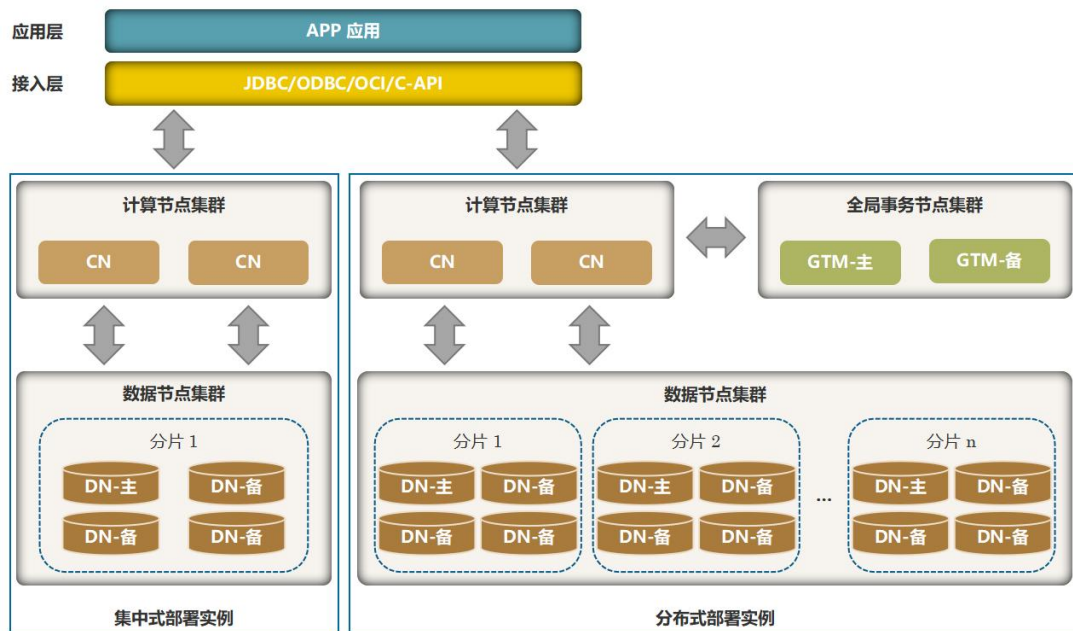 应用层
APP 应用
接入层
JDBC/ODBC/OCI/C-API
计算节点集群
CN
CN
数据节点集群
分片 1
DN-主
DN-备
DN-备
DN-备
集中式部署实例
计算节点集群
CN
CN
全局事务节点集群
GTM-主
GTM-备
数据节点集群
分片 1
DN-主
DN-备
DN-备
DN-备
分片 2
DN-主
DN-备
DN-备
DN-备
...
分片 n
DN-主
DN-备
DN-备
DN-备
分布式部署实例